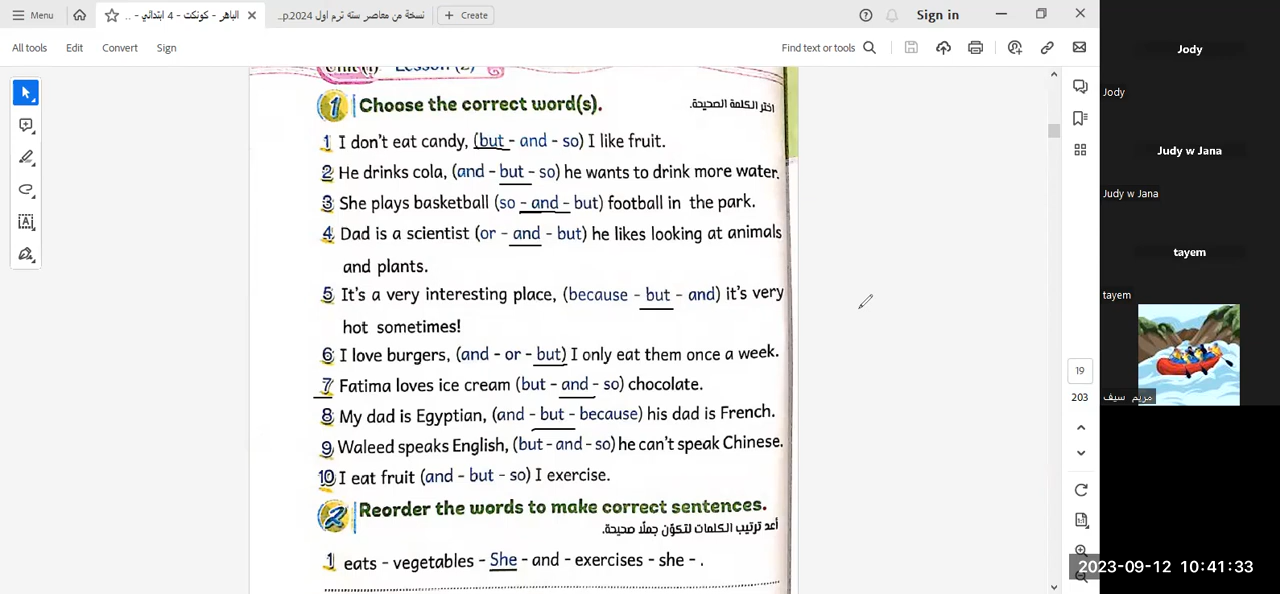 Menu
الباهر - كونكت - 4 ابتدائي - ..
نسخة من معاصر سته ترم اول 2024.p...
Create
Sign in
All tools Edit Convert Sign
Find text or tools
Lesson (2)
1 Choose the correct word(s).
اختر الكلمة الصحيحة.
1 I don't eat candy, (but - and - so) I like fruit.
2 He drinks cola, (and - but - so) he wants to drink more water.
3 She plays basketball (so - and - but) football in the park.
4 Dad is a scientist (or - and - but) he likes looking at animals
and plants.
5 It's a very interesting place, (because - but - and) it's very
hot sometimes!
6 I love burgers, (and - or - but) I only eat them once a week.
7 Fatima loves ice cream (but - and - so) chocolate.
8 My dad is Egyptian, (and - but - because) his dad is French.
9 Waleed speaks English, (but - and - so) he can't speak Chinese.
10 I eat fruit (and - but - so) I exercise.
2 Reorder the words to make correct sentences.
أعد ترتيب الكلمات لتكوّن جملًا صحيحة.
1 eats - vegetables - She - and - exercises - she - .
19
203
Jody
Jody
Judy w Jana
Judy w Jana
tayem
tayem
مريم سيف
2023-09-12 10:41:33